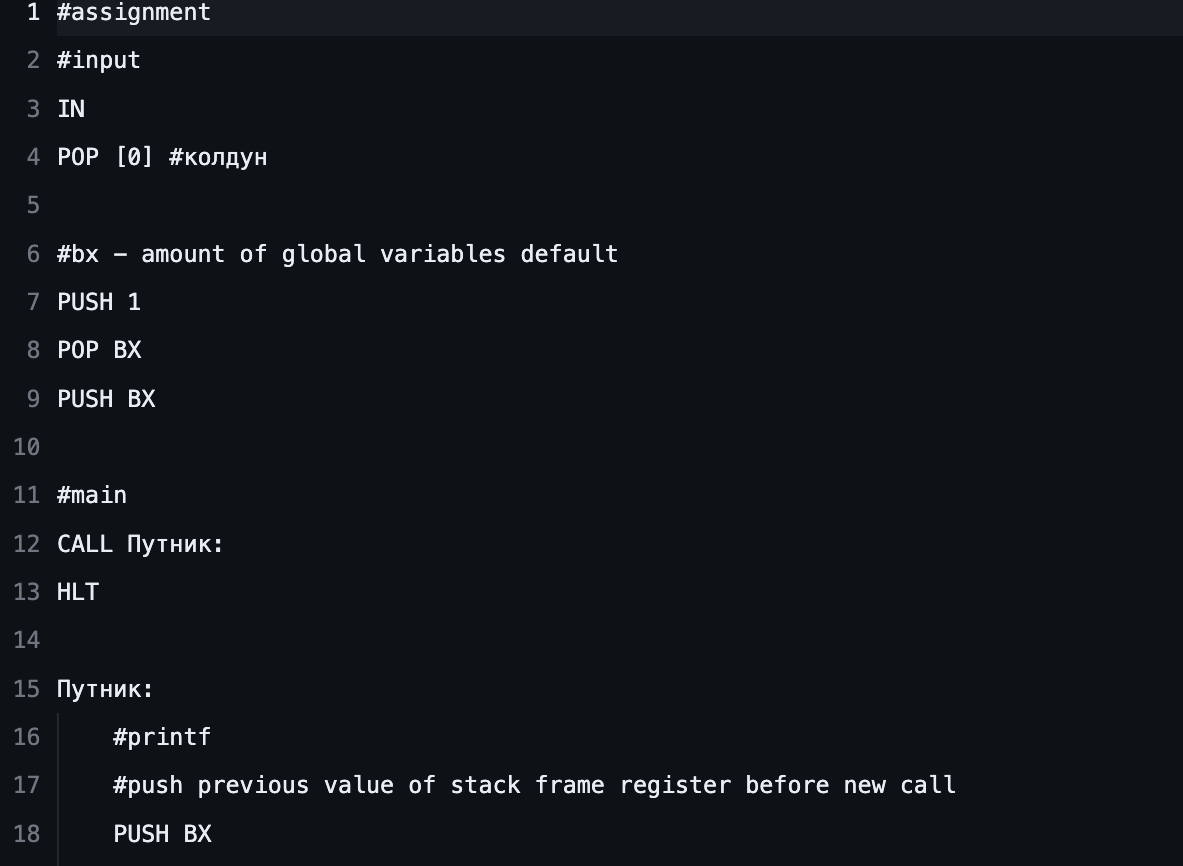 1 #assignment
2 #input
3 IN
4 POP [0] #колдун
5
6 #bx – amount of global variables default
7 PUSH 1
8 POP BX
9 PUSH BX
10
11 #main
12 CALL Путник:
13 HLT
14
15 Путник:
16 #printf
17 #push previous value of stack frame register before new call
18 PUSH BX